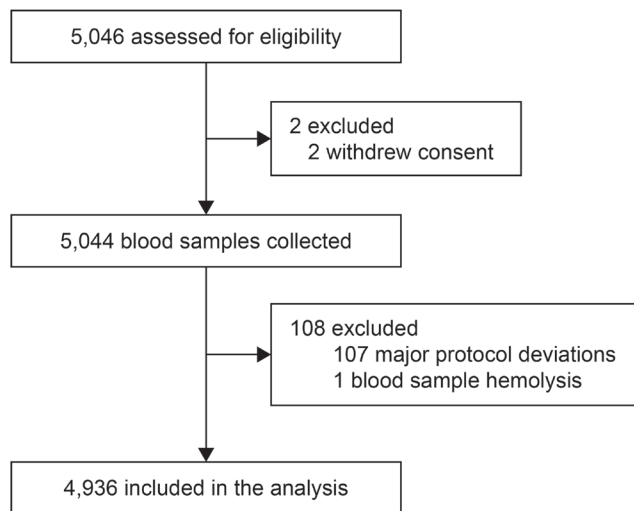 5,046 assessed for eligibility
2 excluded
2 withdrew consent
5,044 blood samples collected
108 excluded
107 major protocol deviations
1 blood sample hemolysis
4,936 included in the analysis